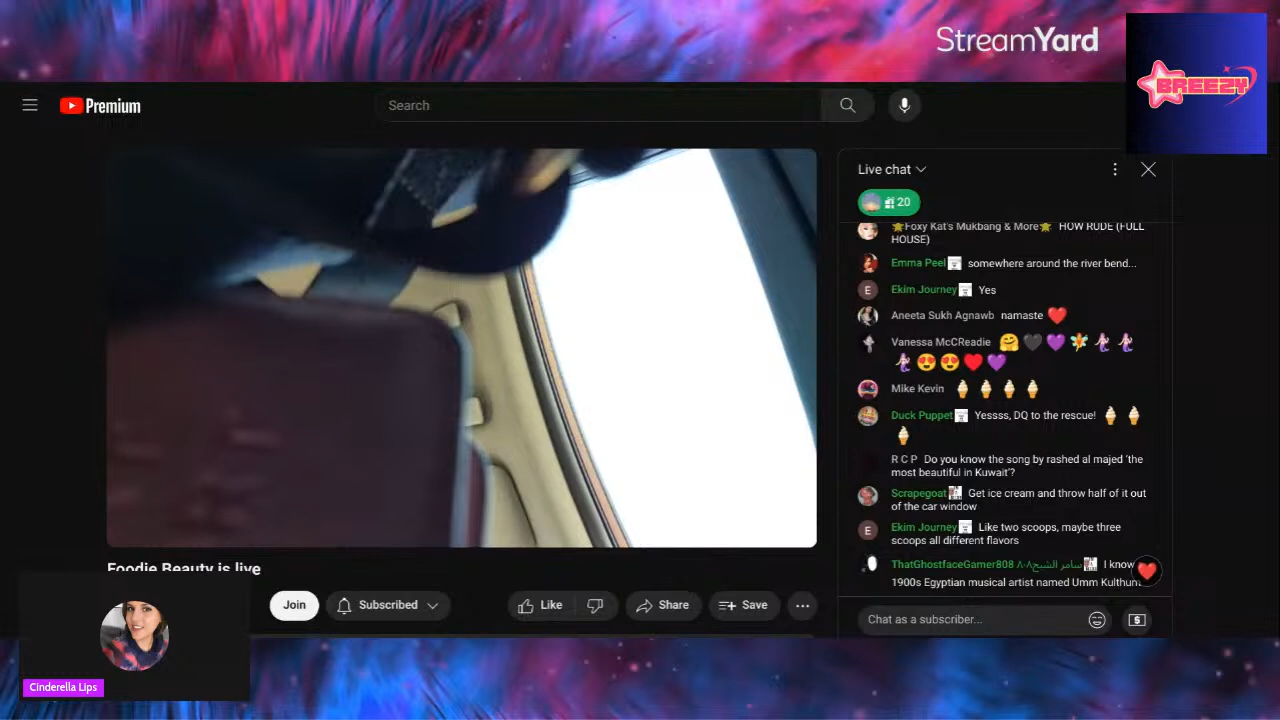 StreamYard
BREEZY
Premium
Search
Live chat
20
Foxy Kat's Mukbang & More HOW RUDE (FULL
HOUSE)
Emma Peel somewhere around the river bend...
E Ekim Journey Yes
Aneeta Sukh Agnawb namaste
Vanessa McCReadie
Mike Kevin
Duck Puppet Yessss, DQ to the rescue!
R C P Do you know the song by rashed al majed 'the
most beautiful in Kuwait'?
Scrapegoat Get ice cream and throw half of it out
of the car window
E Ekim Journey Like two scoops, maybe three
scoops all different flavors
ThatGhostfaceGamer808 سامر الشبح٨٠٨ I know
1900s Egyptian musical artist named Umm Kulthum
Foodie Beauty is live
Join
Subscribed
Like
Share
Save
Chat as a subscriber...
Cinderella Lips